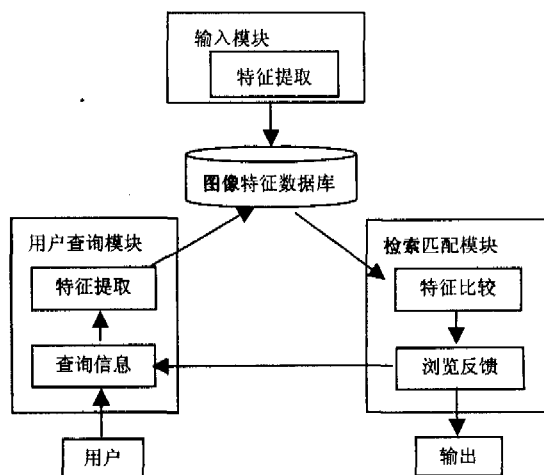 输入模块
特征提取
图像特征数据库
用户查询模块
检索匹配模块
特征提取
特征比较
查询信息
浏览反馈
用户
输出